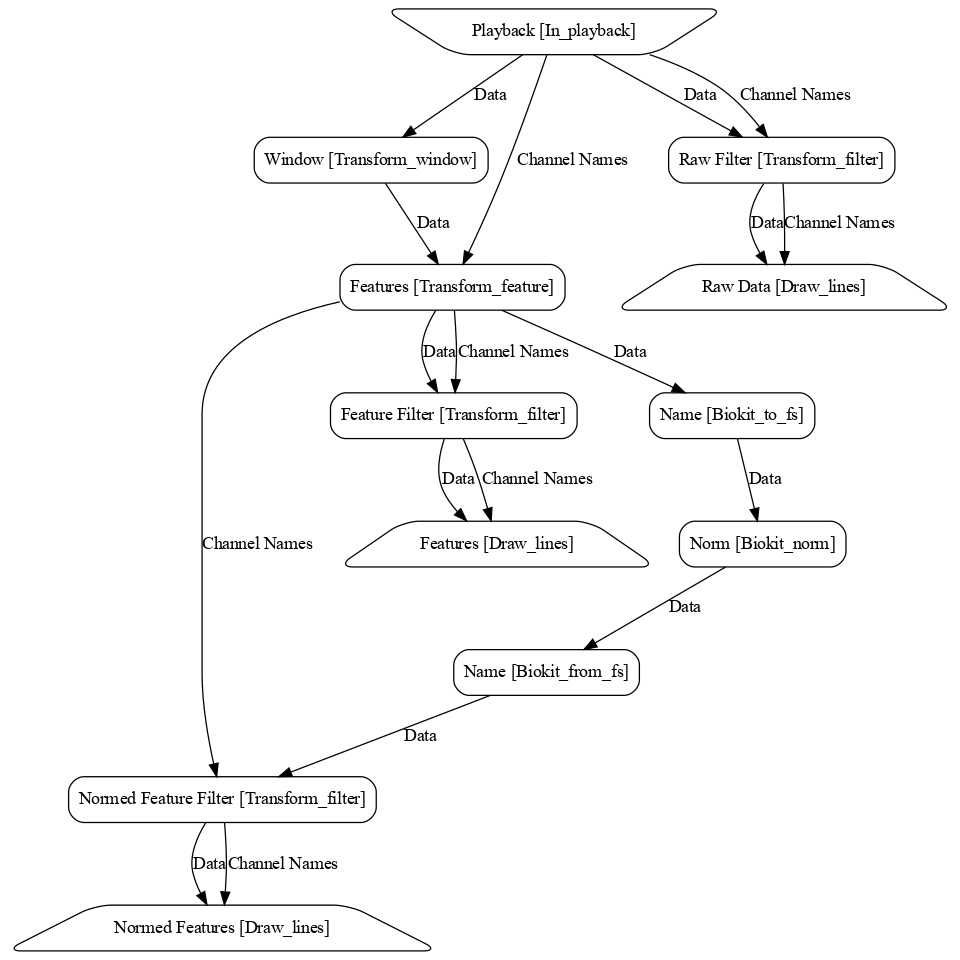 Playback [In_playback]
Data
Data
Channel Names
Window [Transform_window]
Channel Names
Raw Filter [Transform_filter]
Data
Data
Channel Names
Features [Transform_feature]
Raw Data [Draw_lines]
Data
Channel Names
Data
Feature Filter [Transform_filter]
Name [Biokit_to_fs]
Data
Channel Names
Data
Channel Names
Features [Draw_lines]
Norm [Biokit_norm]
Data
Name [Biokit_from_fs]
Data
Normed Feature Filter [Transform_filter]
Data
Channel Names
Normed Features [Draw_lines]